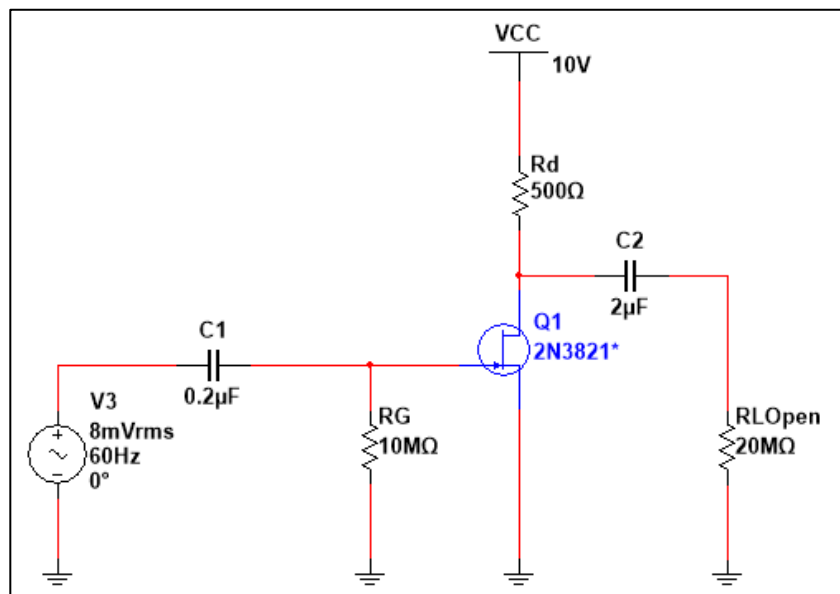 VCC
10V
Rd
500Ω
C2
2µF
Q1
2N3821*
C1
0.2µF
V3
8mVrms
60Hz
0°
RG
10MΩ
RLOpen
20MΩ